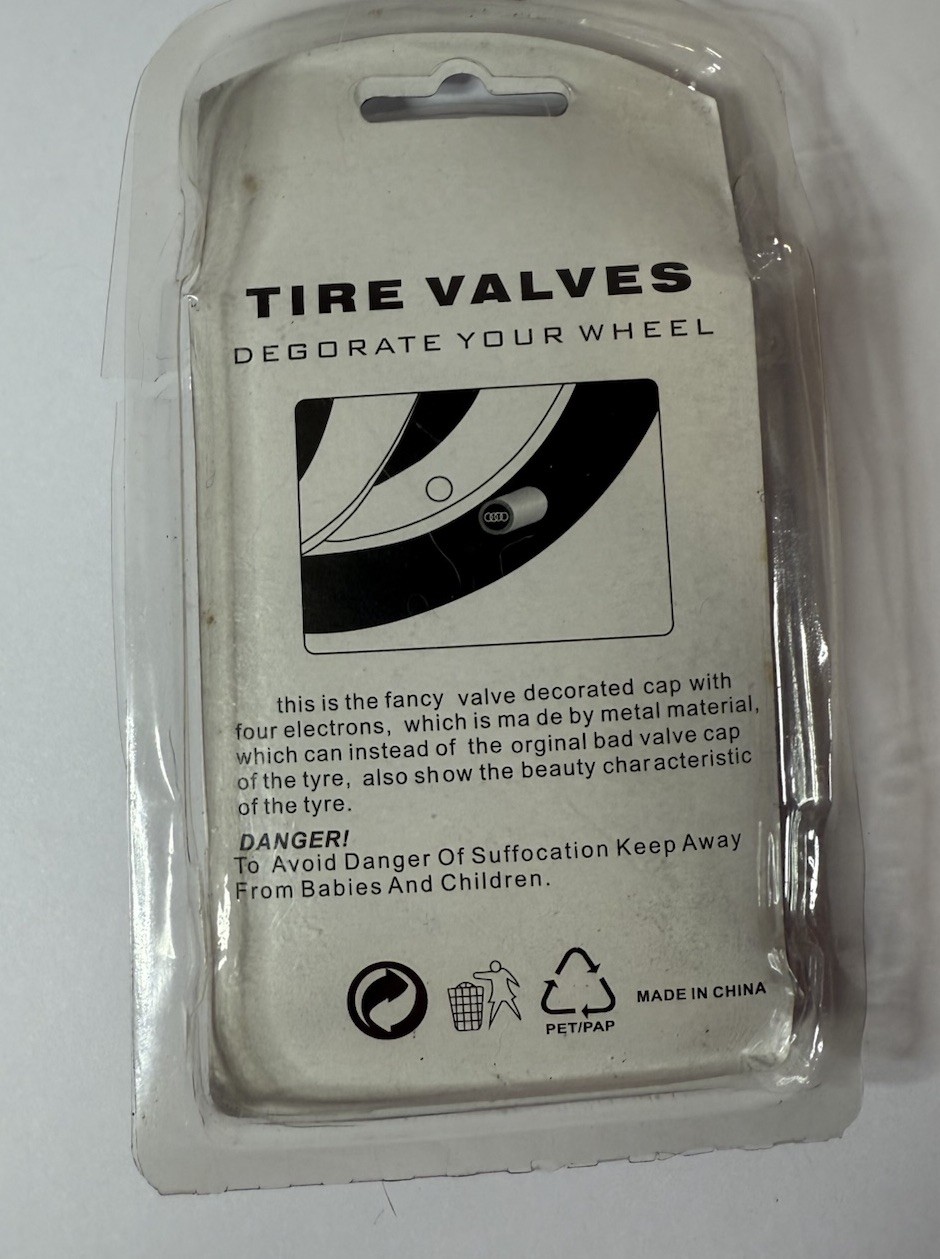 TIRE VALVES
DEGORATE YOUR WHEEL
this is the fancy valve decorated cap with
four electrons, which is ma de by metal material,
which can instead of the orginal bad valve cap
of the tyre, also show the beauty characteristic
of the tyre.
DANGER!
To Avoid Danger Of Suffocation Keep Away
From Babies And Children.
PET/PAP
MADE IN CHINA